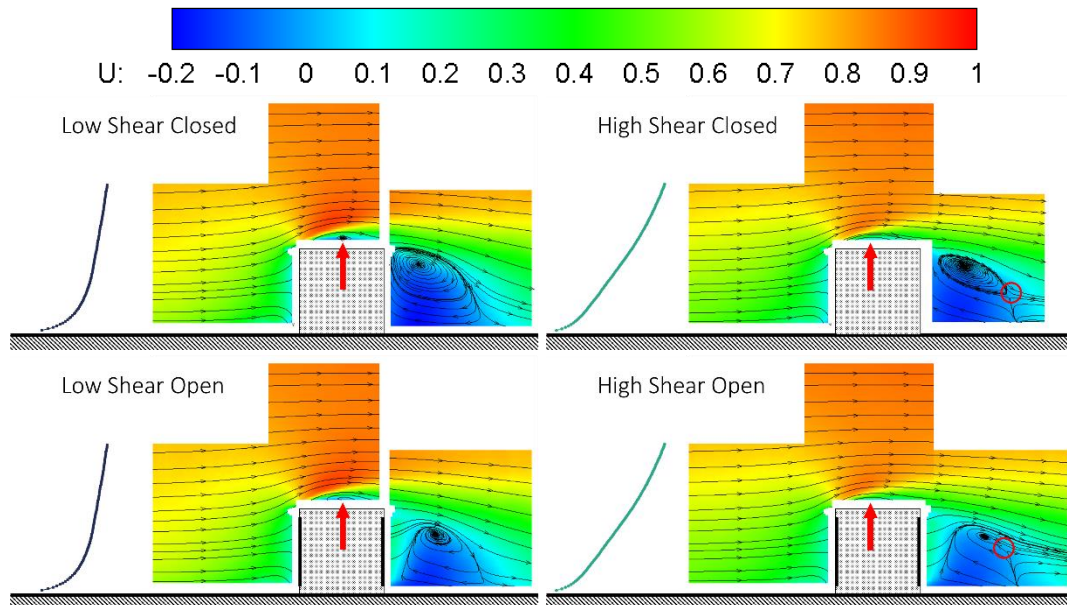 U: -0.2 -0.1 0 0.1 0.2 0.3 0.4 0.5 0.6 0.7 0.8 0.9 1
Low Shear Closed
High Shear Closed
Low Shear Open
High Shear Open